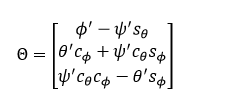 Θ = [ϕ′ − ψ′s_θ
θ′c_ϕ + ψ′c_θs_ϕ
ψ′c_θc_ϕ − θ′s_ϕ]